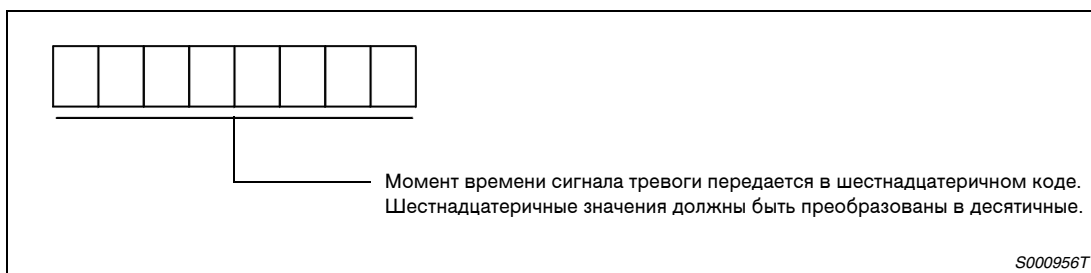 Момент времени сигнала тревоги передается в шестнадцатеричном коде.
Шестнадцатеричные значения должны быть преобразованы в десятичные.
S000956T